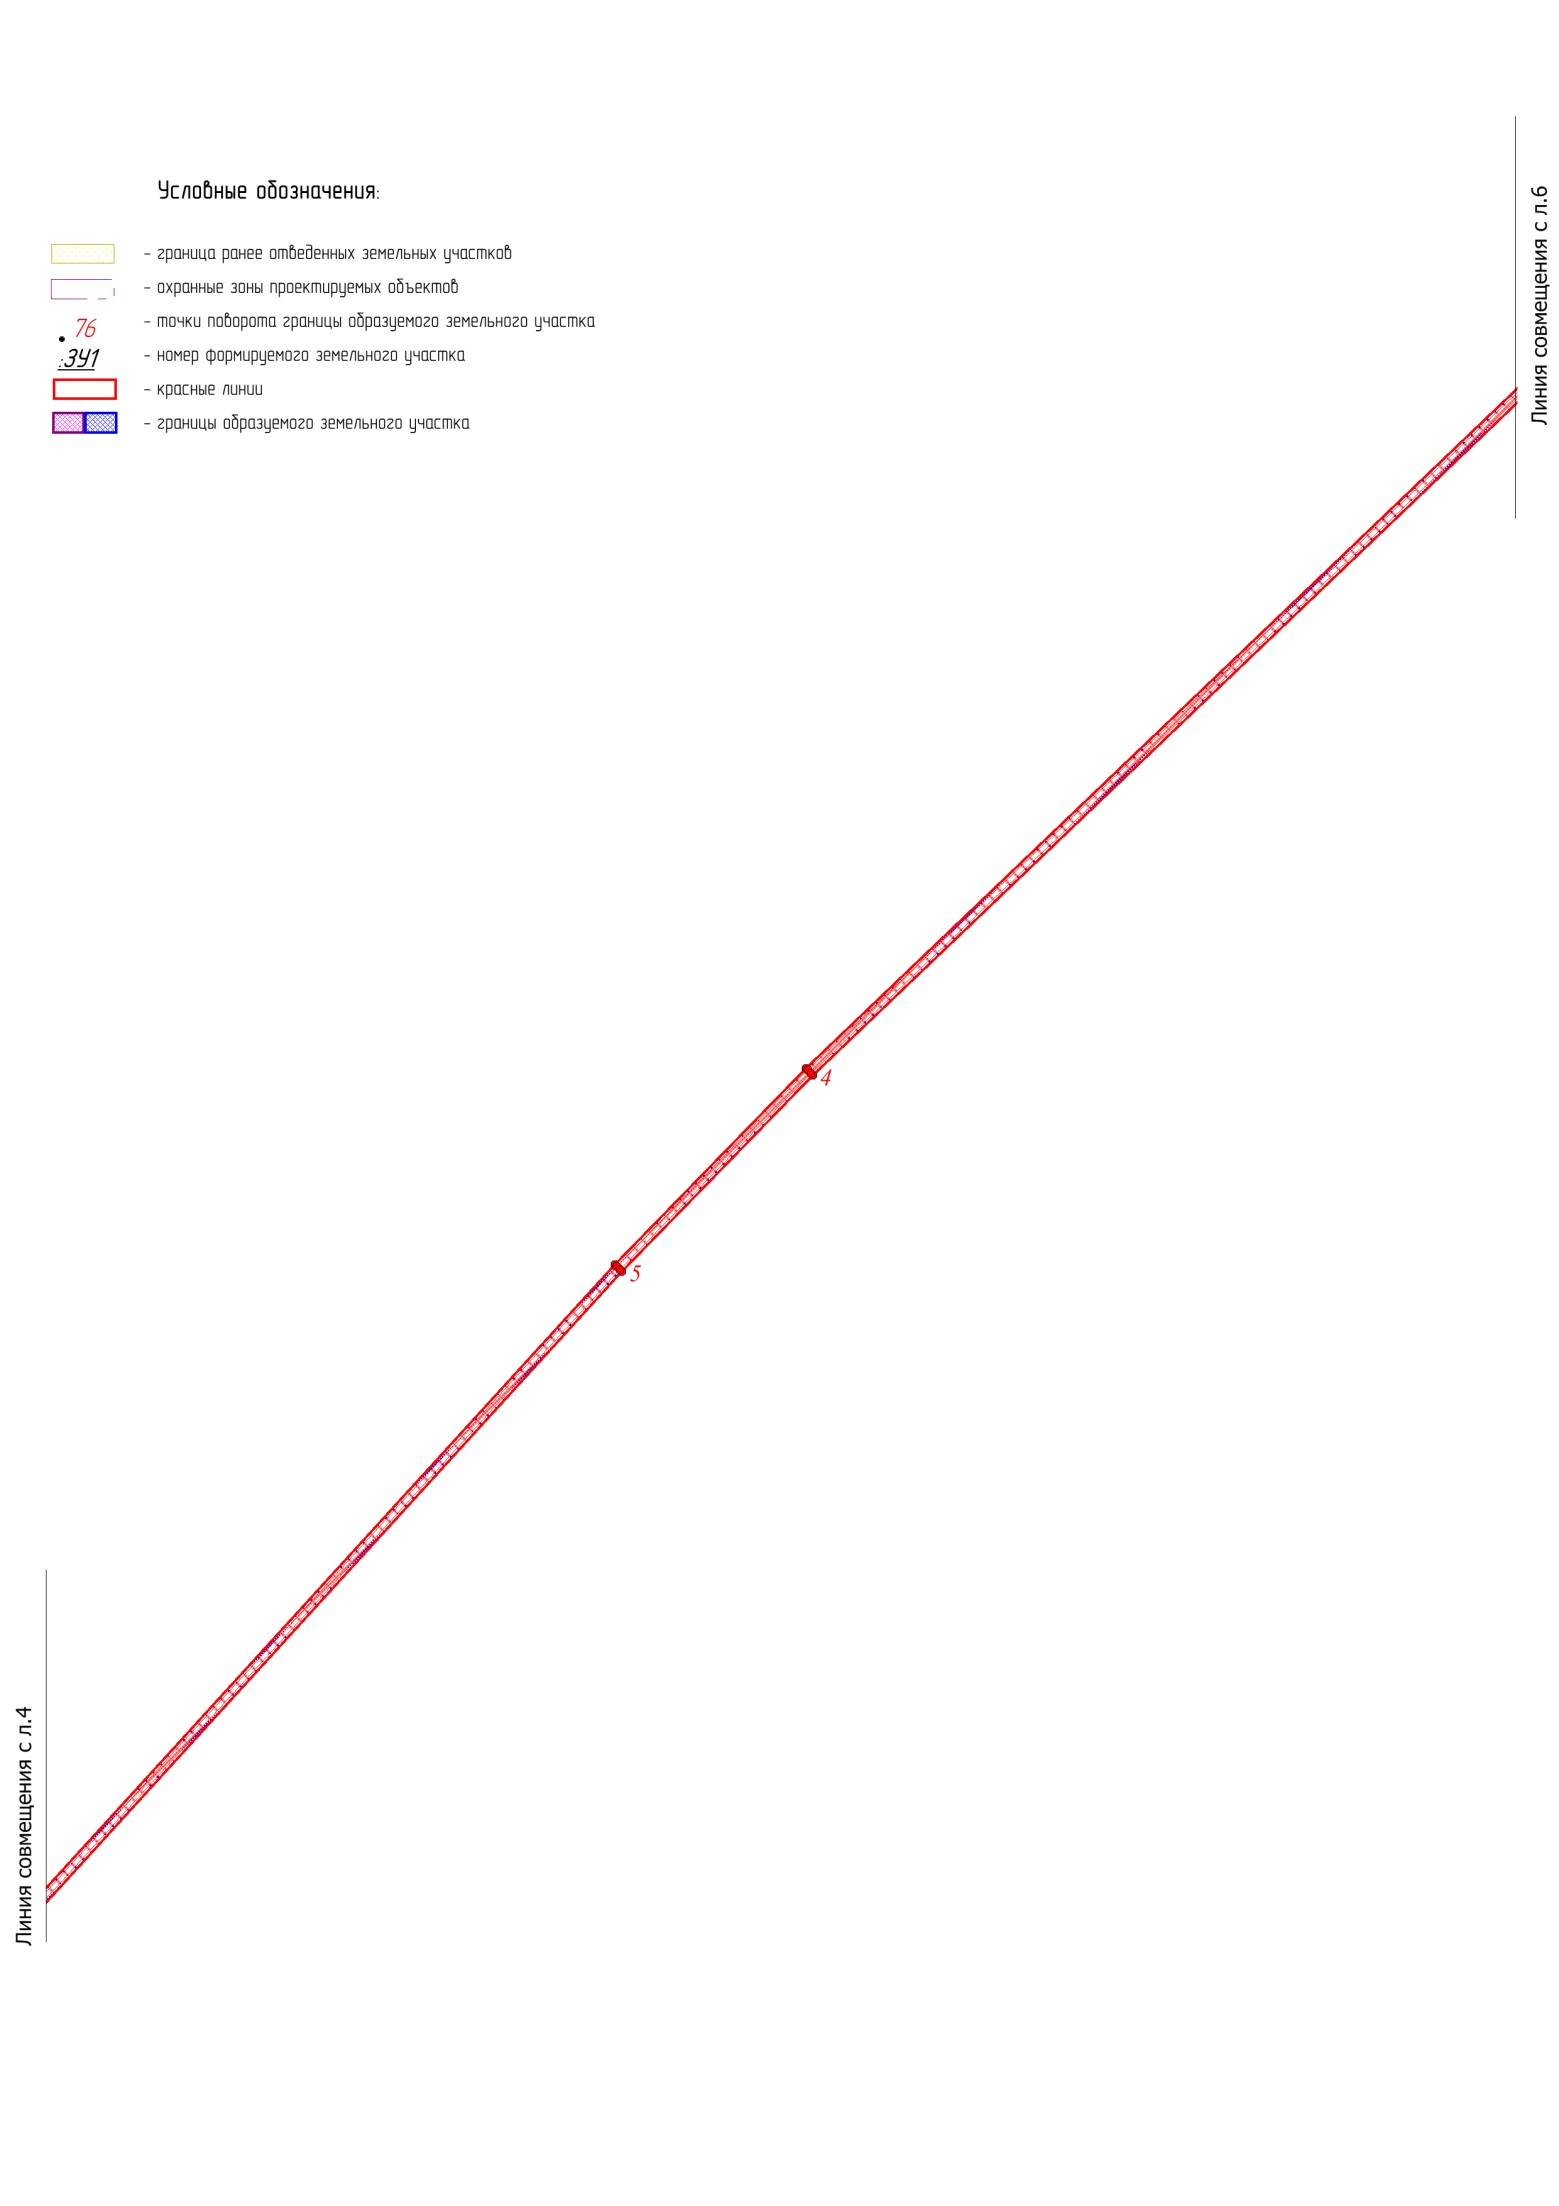 Условные обозначения:
- граница ранее отведенных земельных участков
- охранные зоны проектируемых объектов
76 - точки поворота границы образуемого земельного участка
:ЗУ1 - номер формируемого земельного участка
- красные линии
- границы образуемого земельного участка
Линия совмещения с л.6
4
5
Линия совмещения с л.4